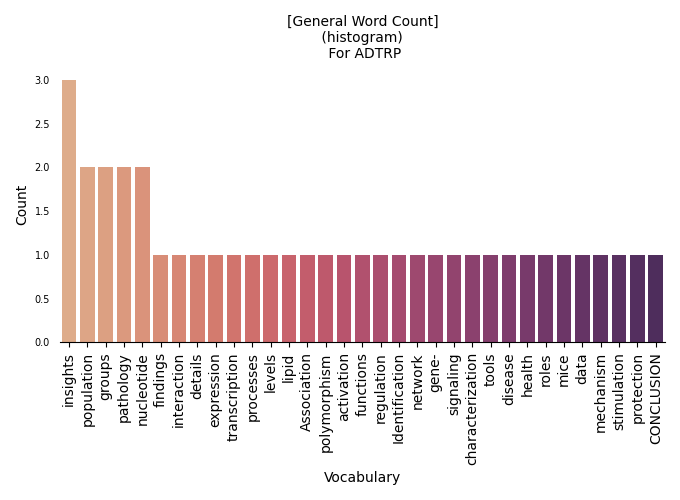 [General Word Count]
(histogram)
For ADTRP
3.0
2.5
2.0
1.5
1.0
0.5
0.0
Count
insights
population
groups
pathology
nucleotide
findings
interaction
details
expression
transcription
processes
levels
lipid
Association
polymorphism
activation
functions
regulation
Identification
network
gene-
signaling
characterization
tools
disease
health
roles
mice
data
mechanism
stimulation
protection
CONCLUSION
Vocabulary